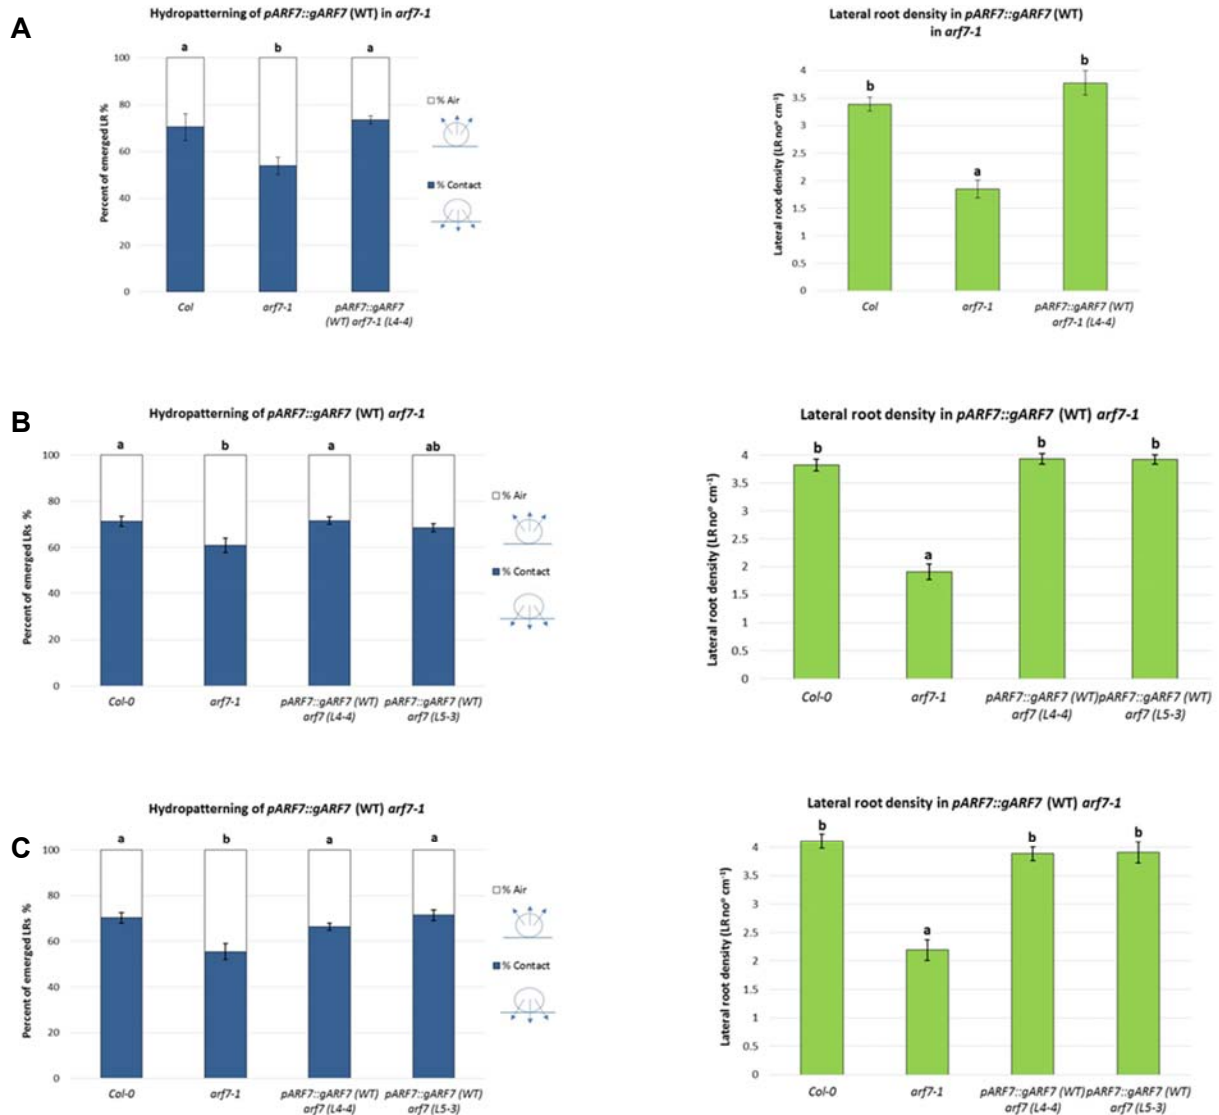 A
Hydropatterning of pARF7::gARF7 (WT) in arf7-1
a b a
100
80
60
40
20
0
Percent of emerged LR %
Col arf7-1 pARF7::gARF7
(WT) arf7-1 (L4-4)
% Air
% Contact
Lateral root density in pARF7::gARF7 (WT)
in arf7-1
b a b
4
3.5
3
2.5
2
1.5
1
0.5
0
Lateral root density (LR noº cm⁻¹)
Col arf7-1 pARF7::gARF7 (WT)
arf7-1 (L4-4)
B
Hydropatterning of pARF7::gARF7 (WT) arf7-1
a b a ab
100
80
60
40
20
0
Percent of emerged LRs %
Col-0 arf7-1 pARF7::gARF7 (WT) pARF7::gARF7 (WT)
arf7 (L4-4) arf7 (L5-3)
% Air
% Contact
Lateral root density in pARF7::gARF7 (WT) arf7-1
b a b b
4
3.5
3
2.5
2
1.5
1
0.5
0
Lateral root density (LR noº cm⁻¹)
Col-0 arf7-1 pARF7::gARF7 (WT) pARF7::gARF7 (WT)
arf7 (L4-4) arf7 (L5-3)
C
Hydropatterning of pARF7::gARF7 (WT) arf7-1
a b a a
100
80
60
40
20
0
Percent of emerged LRs %
Col-0 arf7-1 pARF7::gARF7 (WT) pARF7::gARF7 (WT)
arf7 (L4-4) arf7 (L5-3)
% Air
% Contact
Lateral root density in pARF7::gARF7 (WT) arf7-1
b a b b
4
3.5
3
2.5
2
1.5
1
0.5
0
Lateral root density (LR noº cm⁻¹)
Col-0 arf7-1 pARF7::gARF7 (WT) pARF7::gARF7 (WT)
arf7 (L4-4) arf7 (L5-3)